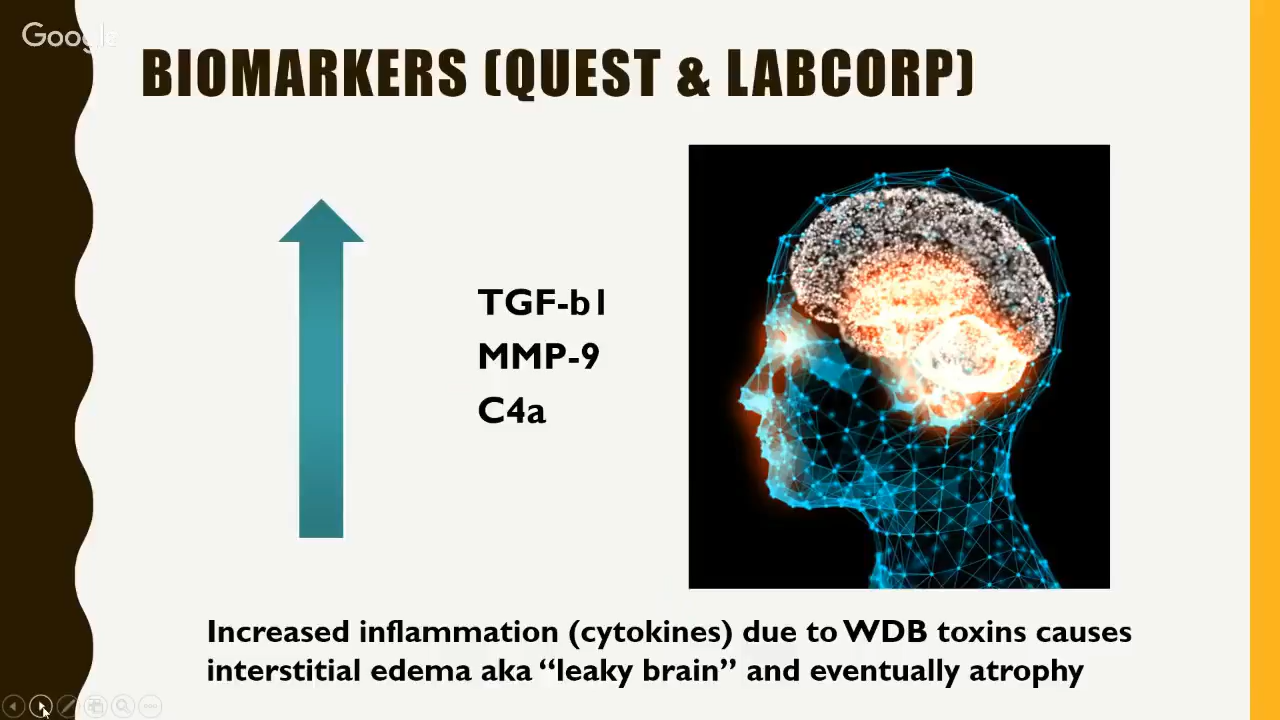 Google
BIOMARKERS (QUEST & LABCORP)
TGF-b1
MMP-9
C4a
Increased inflammation (cytokines) due to WDB toxins causes
interstitial edema aka “leaky brain” and eventually atrophy